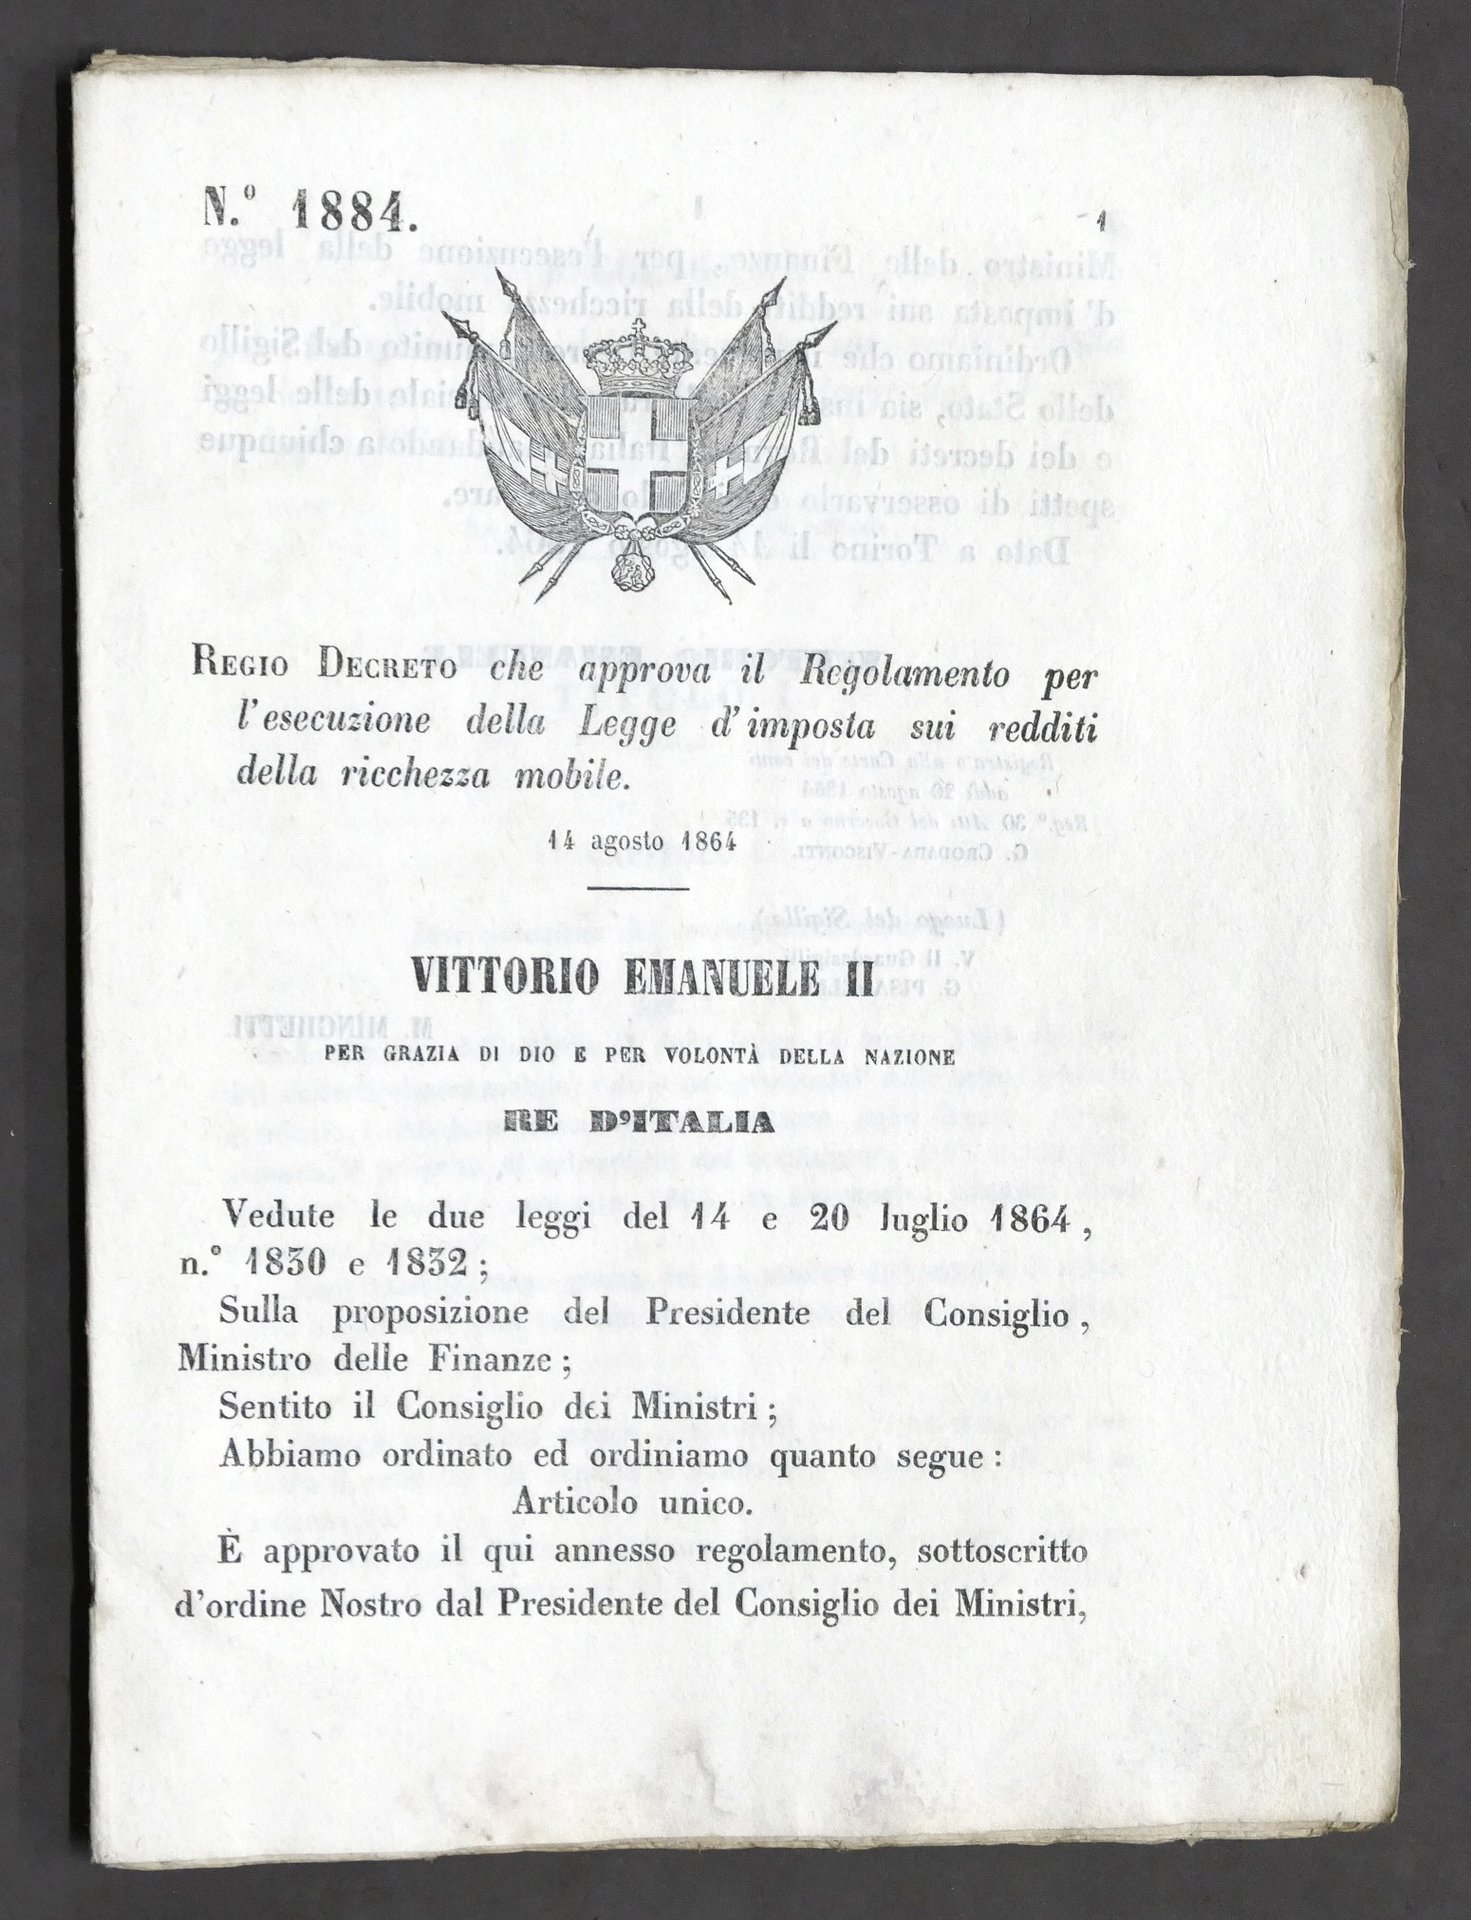 N.º 1884.
1
REGIO DECRETO che approva il Regolamento per
l'esecuzione della Legge d'imposta sui redditi
della ricchezza mobile.
14 agosto 1864
VITTORIO EMANUELE II
PER GRAZIA DI DIO E PER VOLONTÀ DELLA NAZIONE
RE D'ITALIA
Vedute le due leggi del 14 e 20 luglio 1864,
n.º 1830 e 1832;
Sulla proposizione del Presidente del Consiglio,
Ministro delle Finanze;
Sentito il Consiglio dei Ministri;
Abbiamo ordinato ed ordiniamo quanto segue:
Articolo unico.
È approvato il qui annesso regolamento, sottoscritto
d'ordine Nostro dal Presidente del Consiglio dei Ministri,